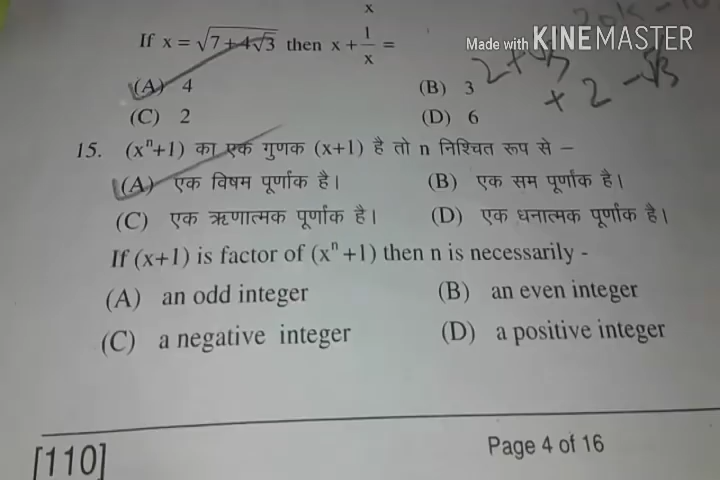 x
If x = √7+4√3 then x + 1/x =
Made with KINEMASTER
(A) 4 (B) 3
2+√3
+ 2-√3
(C) 2 (D) 6
15. (xⁿ+1) का एक गुणक (x+1) है तो n निश्चित रूप से –
(A) एक विषम पूर्णांक है। (B) एक सम पूर्णांक है।
(C) एक ऋणात्मक पूर्णांक है। (D) एक धनात्मक पूर्णांक है।
If (x+1) is factor of (xⁿ+1) then n is necessarily -
(A) an odd integer (B) an even integer
(C) a negative integer (D) a positive integer
[110] Page 4 of 16